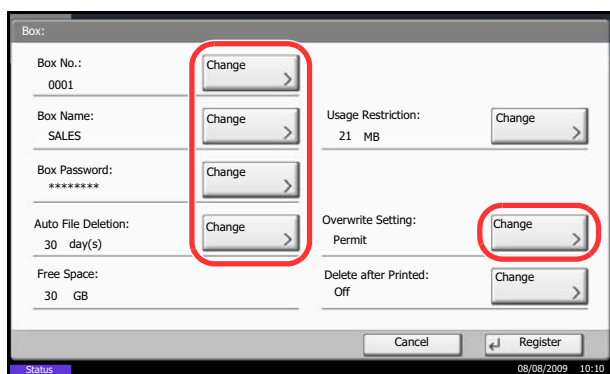 Box:
Box No.:
0001
Change
Box Name:
SALES
Change
Usage Restriction:
21 MB
Change
Box Password:
********
Change
Auto File Deletion:
30 day(s)
Change
Overwrite Setting:
Permit
Change
Free Space:
30 GB
Delete after Printed:
Off
Change
Cancel
Register
Status
08/08/2009 10:10